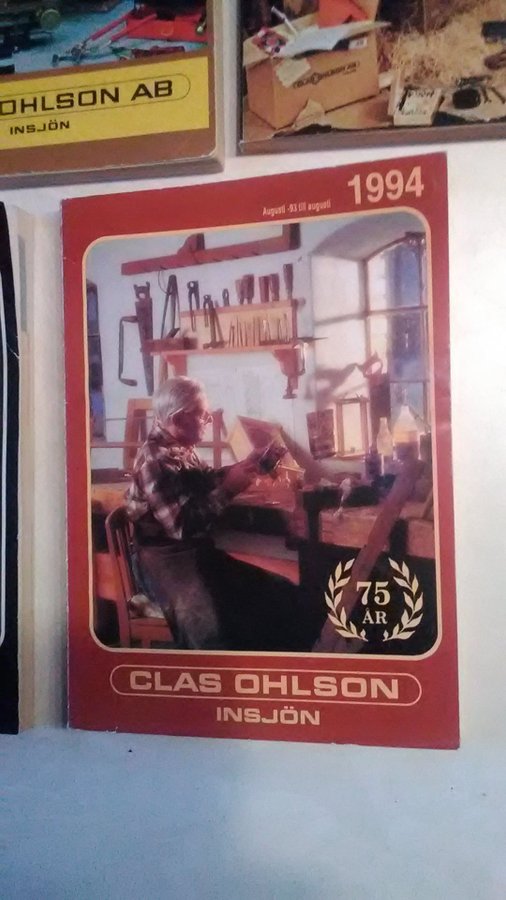 OHLSON AB
INSJÖN
1994
Augusti -93 till augusti
75
ÅR
CLAS OHLSON
INSJÖN